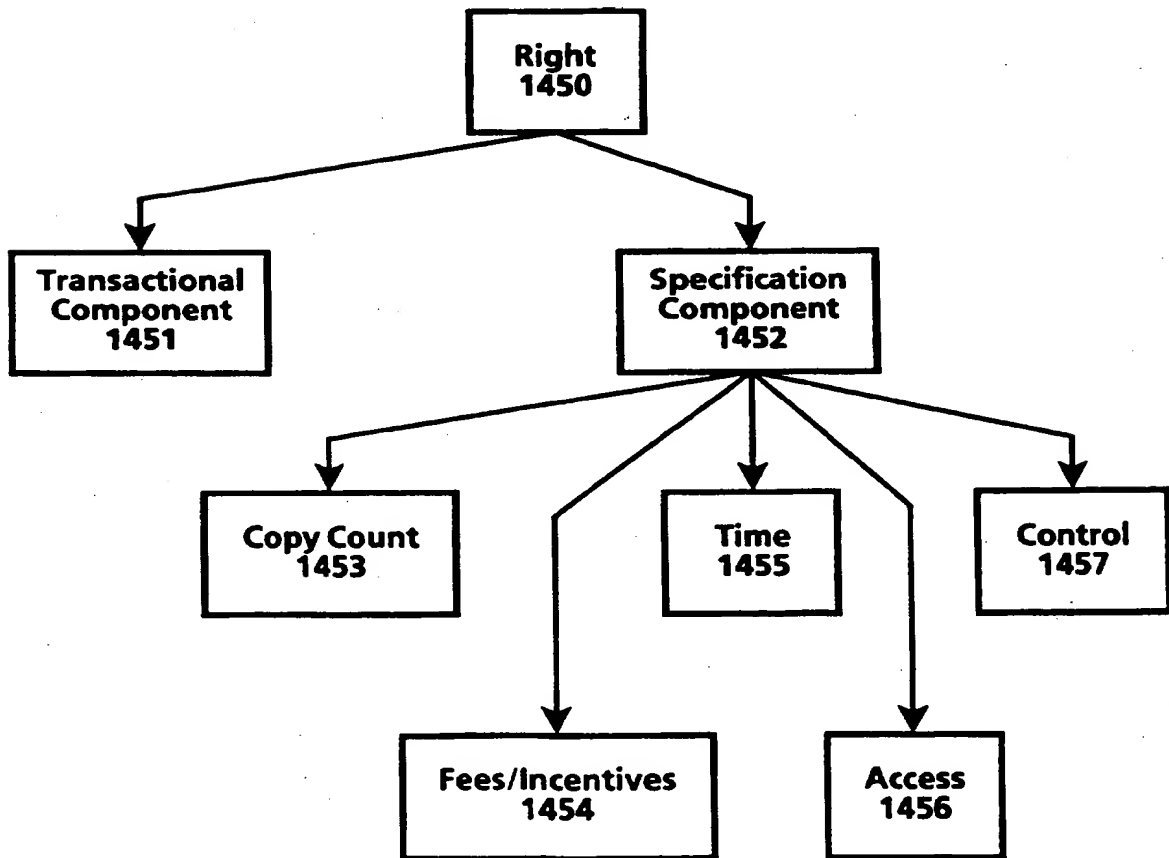 Right
1450
Transactional
Component
1451
Specification
Component
1452
Copy Count
1453
Time
1455
Control
1457
Fees/Incentives
1454
Access
1456